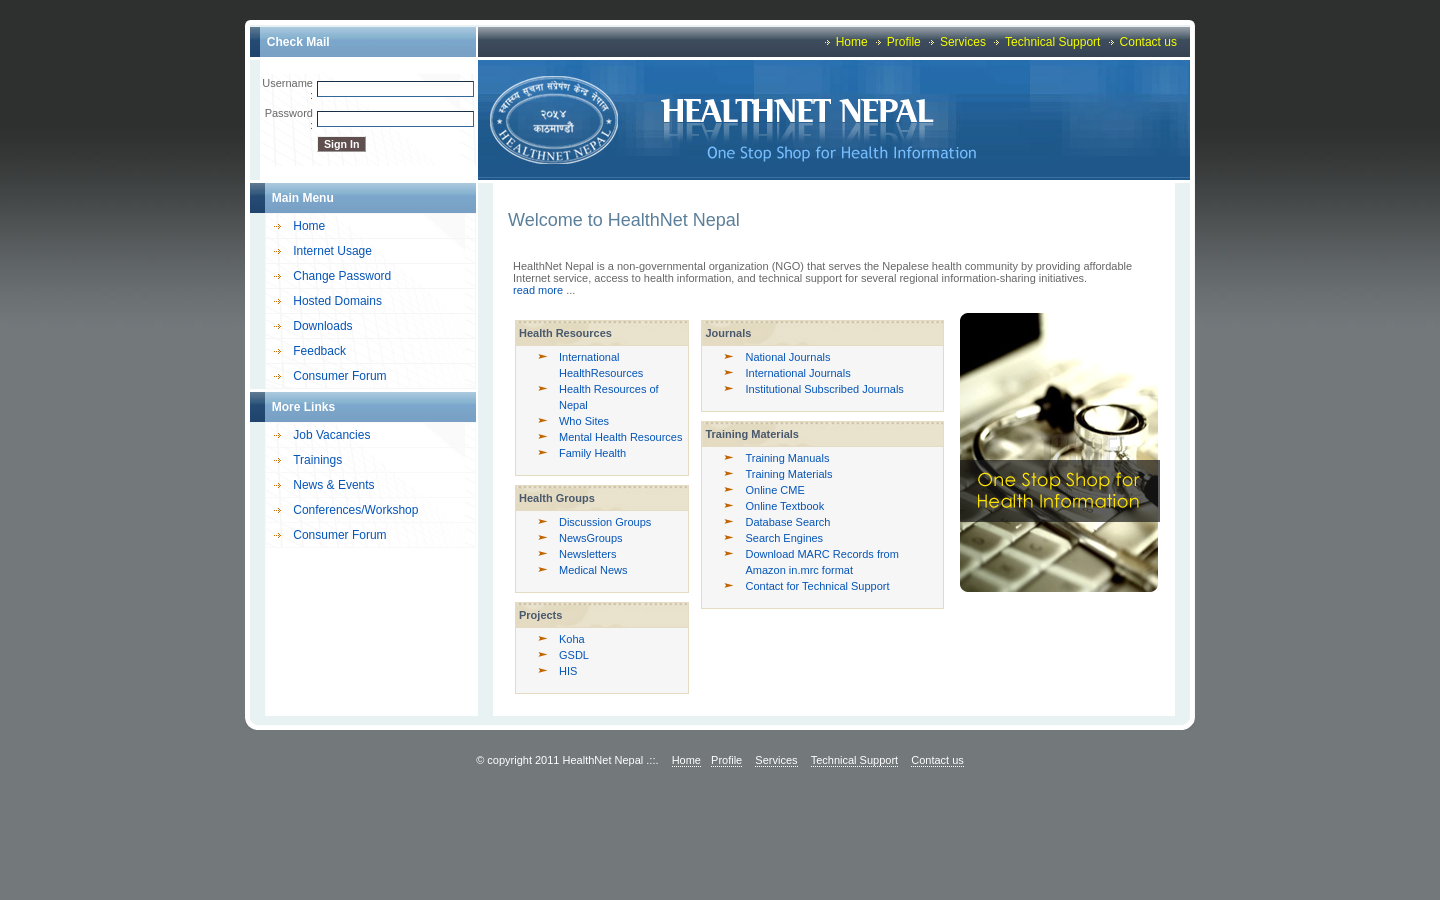 Check Mail
Home Profile Services Technical Support Contact us
Username :
Password :
Sign In
स्वास्थ्य सूचना संप्रेषण केन्द्र नेपाल
२०५४
काठमाण्डौ
HEALTHNET NEPAL
HEALTHNET NEPAL
One Stop Shop for Health Information
Main Menu
Home
Internet Usage
Change Password
Hosted Domains
Downloads
Feedback
Consumer Forum
More Links
Job Vacancies
Trainings
News & Events
Conferences/Workshop
Consumer Forum
Welcome to HealthNet Nepal
HealthNet Nepal is a non-governmental organization (NGO) that serves the Nepalese health community by providing affordable
Internet service, access to health information, and technical support for several regional information-sharing initiatives.
read more ...
Health Resources
International
HealthResources
Health Resources of
Nepal
Who Sites
Mental Health Resources
Family Health
Health Groups
Discussion Groups
NewsGroups
Newsletters
Medical News
Projects
Koha
GSDL
HIS
Journals
National Journals
International Journals
Institutional Subscribed Journals
Training Materials
Training Manuals
Training Materials
Online CME
Online Textbook
Database Search
Search Engines
Download MARC Records from
Amazon in.mrc format
Contact for Technical Support
One Stop Shop for
Health Information
© copyright 2011 HealthNet Nepal .::. Home Profile Services Technical Support Contact us